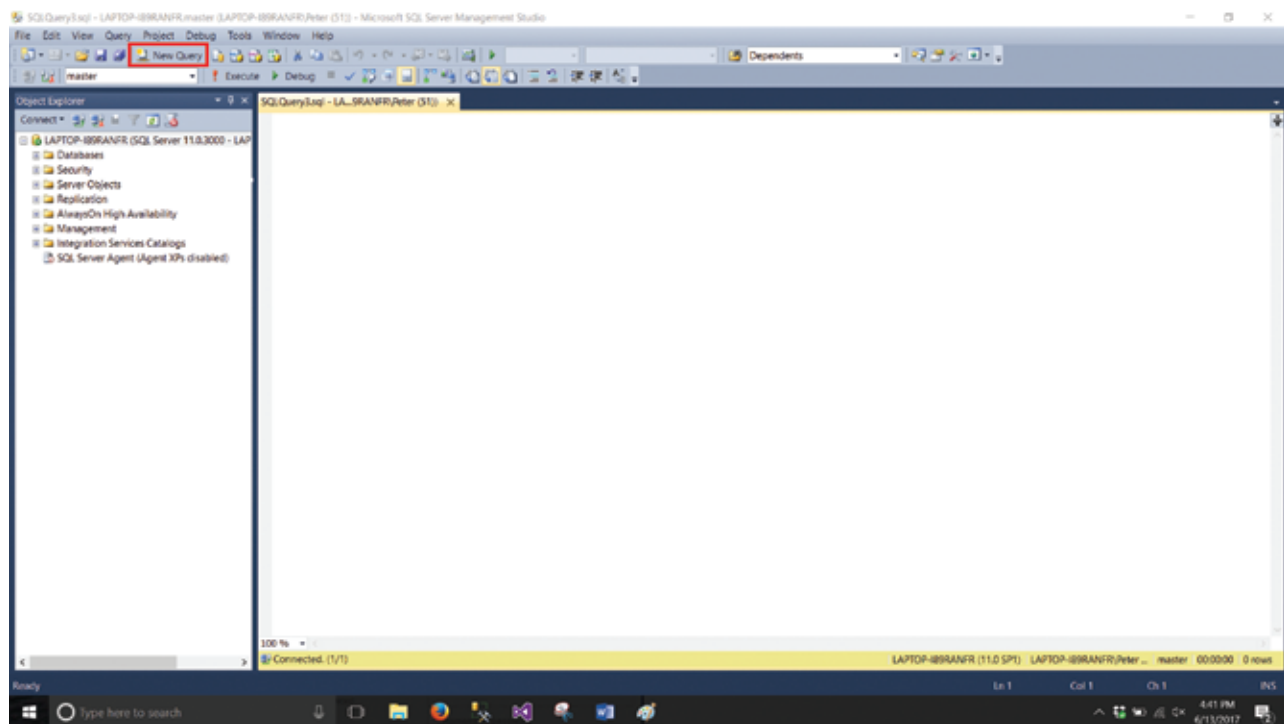 SQLQuery3.sql - LAPTOP-I89RANFR.master (LAPTOP-I89RANFR\Peter (51)) - Microsoft SQL Server Management Studio
File Edit View Query Project Debug Tools Window Help
New Query
Dependents
master
Execute
Debug
Object Explorer
SQLQuery3.sql - LA...9RANFR\Peter (51))
Connect
LAPTOP-I89RANFR (SQL Server 11.0.3000 - LAP
Databases
Security
Server Objects
Replication
AlwaysOn High Availability
Management
Integration Services Catalogs
SQL Server Agent (Agent XPs disabled)
100 %
Connected. (1/1)
LAPTOP-I89RANFR (11.0 SP1) LAPTOP-I89RANFR\Peter ... master 00:00:00 0 rows
Ready
Ln 1 Col 1 Ch 1 INS
Type here to search
4:41 PM
6/13/2017